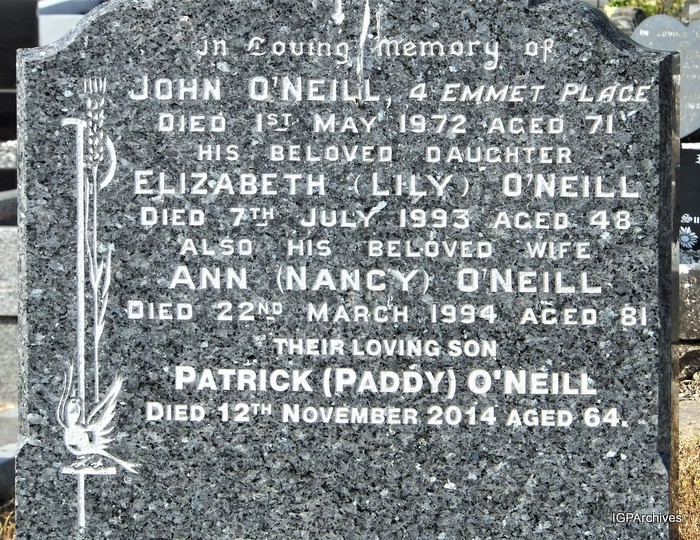 in Loving memory of
JOHN O'NEILL, 4 EMMET PLACE
DIED 1ST MAY 1972 AGED 71
HIS BELOVED DAUGHTER
ELIZABETH (LILY) O'NEILL
DIED 7TH JULY 1993 AGED 48
ALSO HIS BELOVED WIFE
ANN (NANCY) O'NEILL
DIED 22ND MARCH 1994 AGED 81
THEIR LOVING SON
PATRICK (PADDY) O'NEILL
DIED 12TH NOVEMBER 2014 AGED 64.
IGPArchives